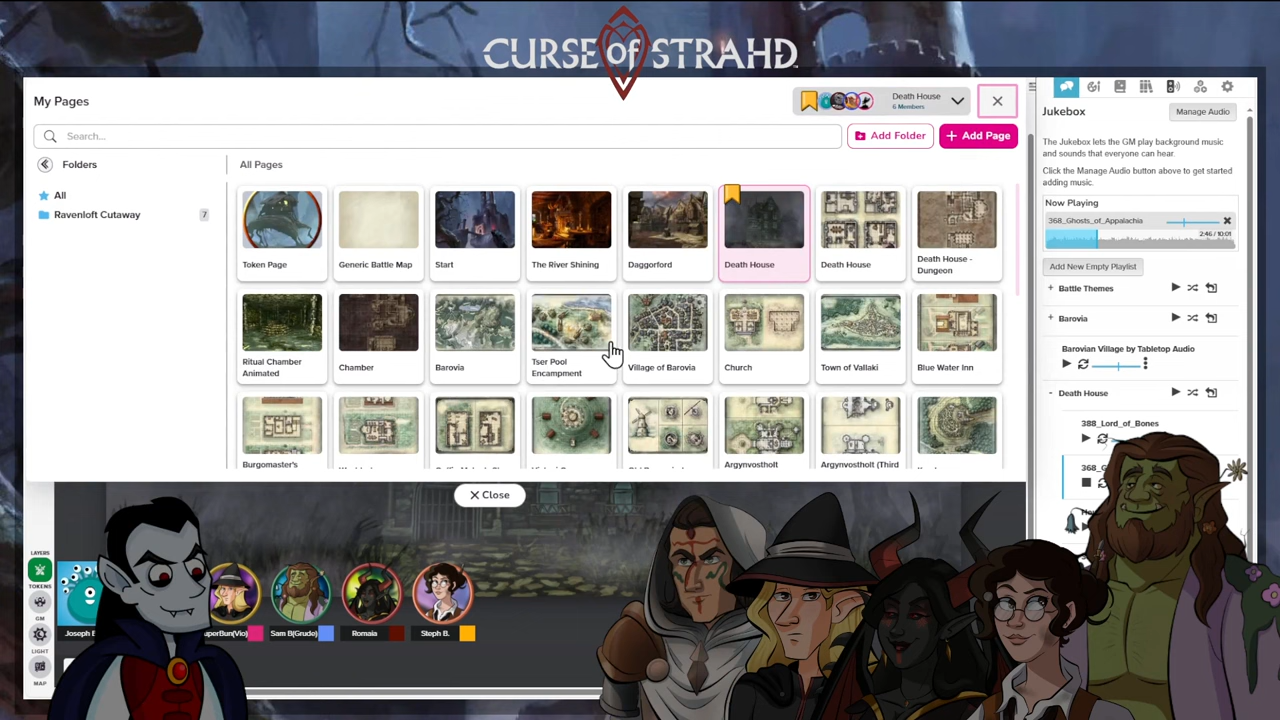 CURSE of STRAHD
My Pages
Death House
6 Members
Search...
Add Folder
Add Page
Folders
All Pages
All
Ravenloft Cutaway
7
Token Page
Generic Battle Map
Start
The River Shining
Daggorford
Death House
Death House
Death House - Dungeon
Ritual Chamber Animated
Chamber
Barovia
Tser Pool Encampment
Village of Barovia
Church
Town of Vallaki
Blue Water Inn
Burgomaster's
Argynvostholt
Argynvostholt (Third
Close
LAYERS
TOKENS
GM
LIGHT
MAP
Joseph
uperBun(Vio)
Sam B(Grude)
Romaia
Steph B.
Jukebox
Manage Audio
The Jukebox lets the GM play background music
and sounds that everyone can hear.
Click the Manage Audio button above to get started
adding music.
Now Playing
368_Ghosts_of_Appalachia
2:46 / 10:01
Add New Empty Playlist
Battle Themes
Barovia
Barovian Village by Tabletop Audio
Death House
388_Lord_of_Bones